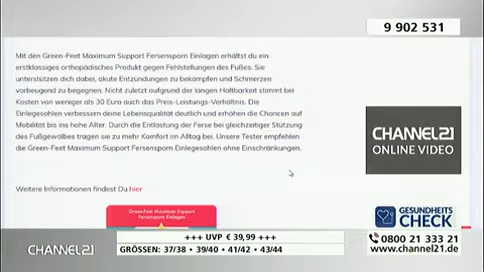 9 902 531
Mit den Green-Feet Maximum Support Fersensporn Einlagen erhältst du ein
erstklassiges orthopädisches Produkt gegen Fehlstellungen des Fußes. Sie
unterstützen dich dabei, akute Entzündungen zu bekämpfen und Schmerzen
vorbeugend zu begegnen. Nicht zuletzt aufgrund der langen Haltbarkeit stimmt bei
Kosten von weniger als 30 Euro auch das Preis-Leistungs-Verhältnis. Die
Einlegesohlen verbessern deine Lebensqualität deutlich und erhöhen die Chancen auf
Mobilität bis ins hohe Alter. Durch die Entlastung der Ferse bei gleichzeitiger Stützung
des Fußgewölbes tragen sie zu mehr Komfort im Alltag bei. Unsere Tester empfehlen
die Green-Feet Maximum Support Fersensporn Einlegesohlen ohne Einschränkungen.
CHANNEL21
ONLINE VIDEO
Weitere Informationen findest Du hier
Green-Feet Maximum Support
Fersensporn Einlagen
GESUNDHEITS
CHECK
CHANNEL21
+++ UVP € 39,99 +++
GRÖSSEN: 37/38 • 39/40 • 41/42 • 43/44
0800 21 333 21
www.channel21.de